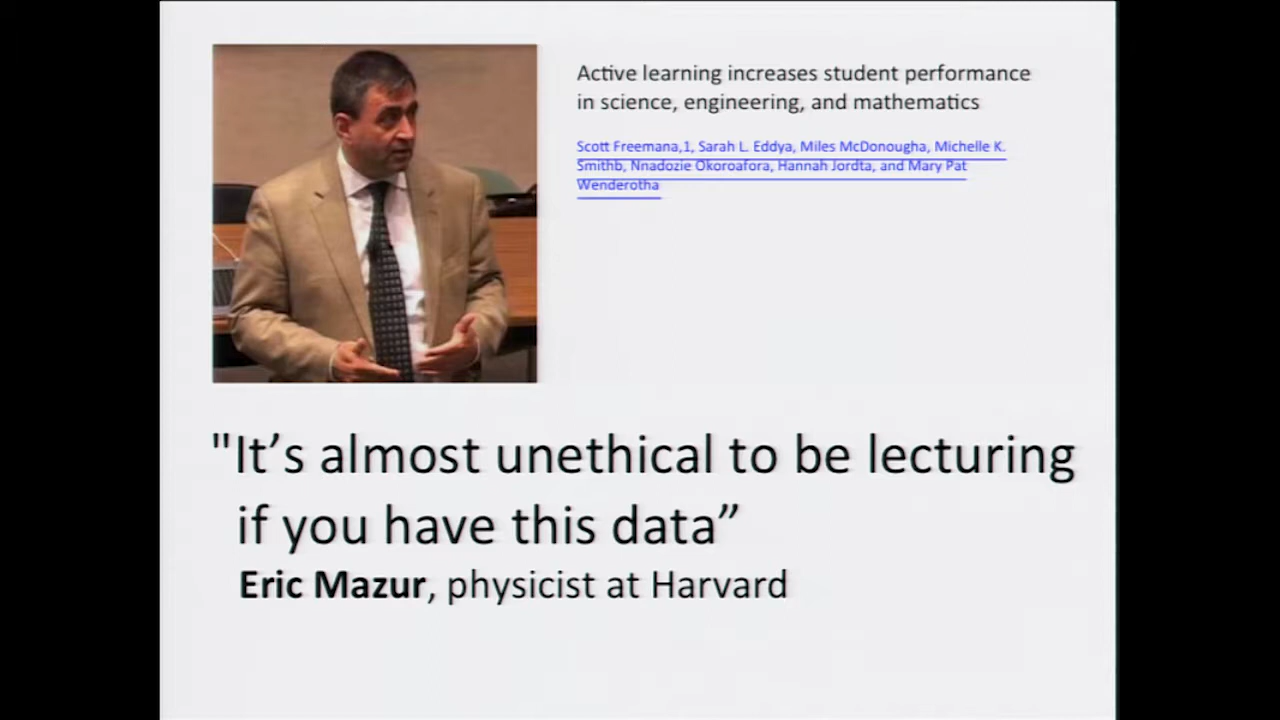 Active learning increases student performance
in science, engineering, and mathematics
Scott Freemana,1, Sarah L. Eddya, Miles McDonougha, Michelle K.
Smithb, Nnadozie Okoroafora, Hannah Jordta, and Mary Pat
Wenderotha
"It’s almost unethical to be lecturing
if you have this data”
Eric Mazur, physicist at Harvard